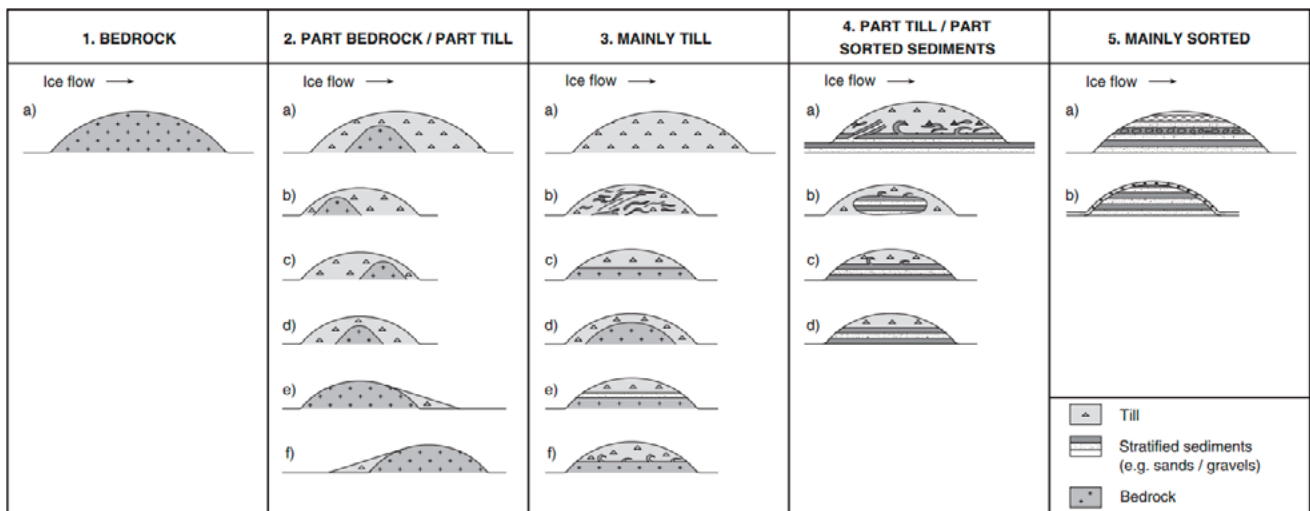 1. BEDROCK
2. PART BEDROCK / PART TILL
3. MAINLY TILL
4. PART TILL / PART
SORTED SEDIMENTS
5. MAINLY SORTED
Ice flow
a)
Ice flow
a)
b)
c)
d)
e)
f)
Ice flow
a)
b)
c)
d)
e)
f)
Ice flow
a)
b)
c)
d)
Ice flow
a)
b)
Till
Stratified sediments
(e.g. sands / gravels)
Bedrock